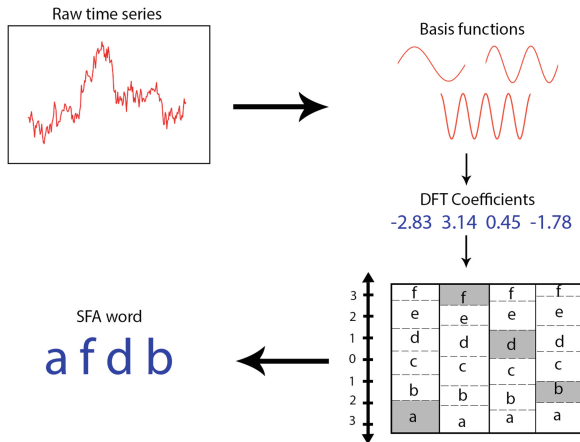 Raw time series
Basis functions
DFT Coefficients
-2.83 3.14 0.45 -1.78
3
2
1
0
1
2
3
f f f f
e e e e
d d d d
c c c c
b b b b
a a a a
SFA word
a f d b